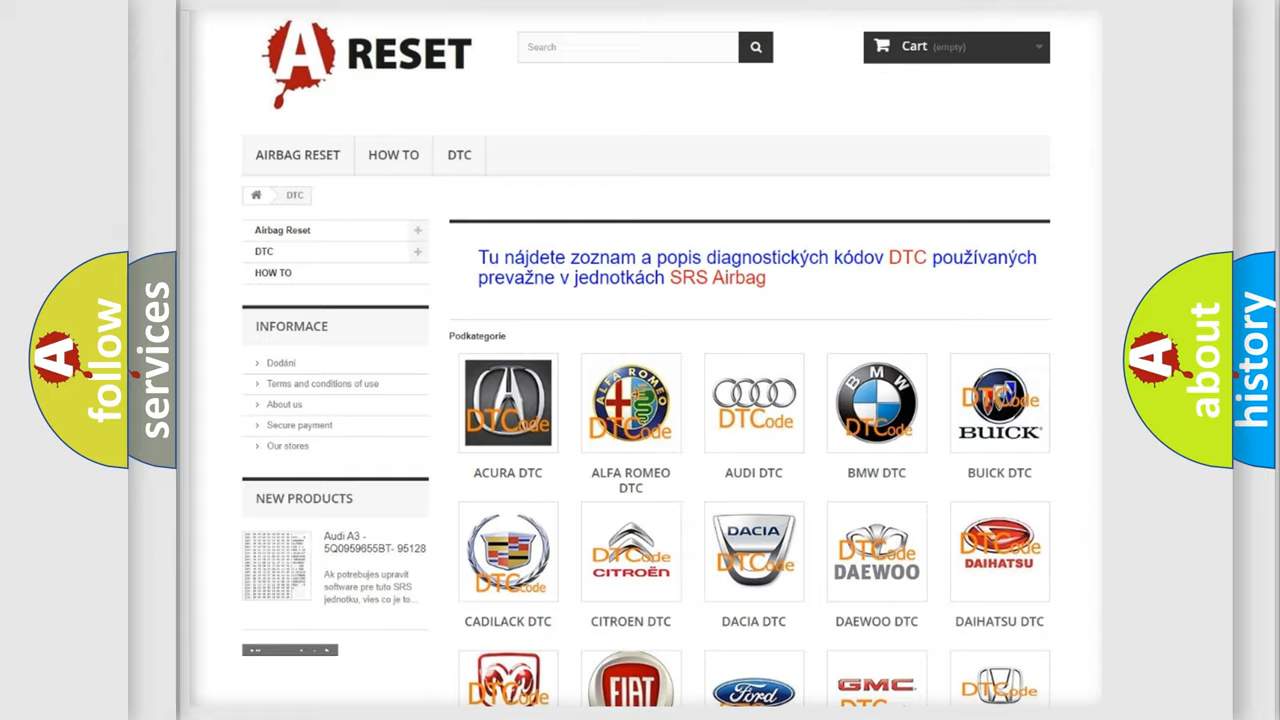 A RESET
Search
Cart (empty)
AIRBAG RESET
HOW TO
DTC
DTC
Airbag Reset
DTC
HOW TO
INFORMACE
Dodání
Terms and conditions of use
About us
Secure payment
Our stores
NEW PRODUCTS
Audi A3 -
5Q0959655BT- 95128
Ak potrebujes upravit
software pre tuto SRS
jednotku, vies co je to...
Tu nájdete zoznam a popis diagnostických kódov DTC používaných
prevažne v jednotkách SRS Airbag
Podkategorie
DTCode
ALFA ROMEO
DTCode
DTCode
BMW
DTCode
DTCode
BUICK
ACURA DTC
ALFA ROMEO
DTC
AUDI DTC
BMW DTC
BUICK DTC
DTCode
DTCode
CITROËN
DACIA
DTCode
DTCode
DAEWOO
DTCode
DAIHATSU
CADILACK DTC
CITROEN DTC
DACIA DTC
DAEWOO DTC
DAIHATSU DTC
DTCode
FIAT
Ford
DTCode
GMC
DTCode
A follow
services
A about
history